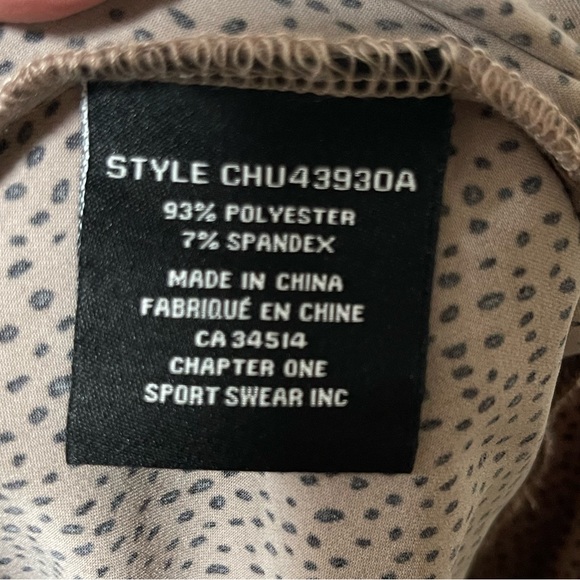 STYLE CHU43930A
93% POLYESTER
7% SPANDEX
MADE IN CHINA
FABRIQUÉ EN CHINE
CA 34514
CHAPTER ONE
SPORT SWEAR INC